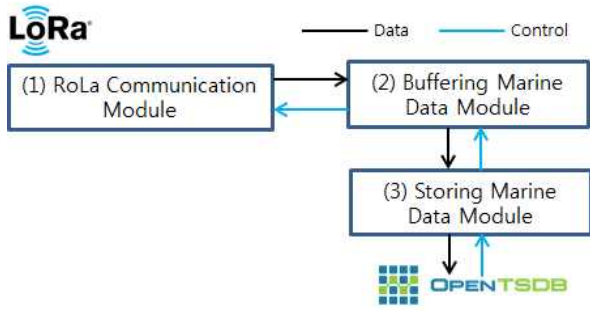 LoRa
Data
Control
(1) RoLa Communication
Module
(2) Buffering Marine
Data Module
(3) Storing Marine
Data Module
OPENTSDB